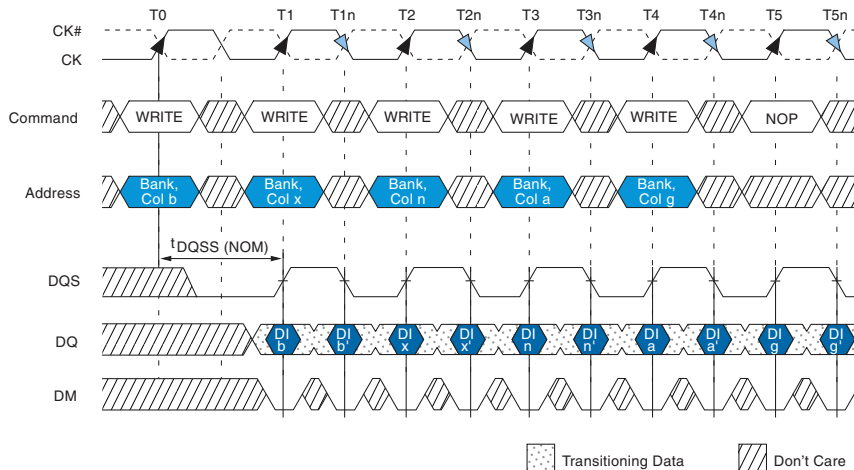 T0 T1 T1n T2 T2n T3 T3n T4 T4n T5 T5n
CK#
CK
Command WRITE WRITE WRITE WRITE WRITE NOP
Address Bank, Col b Bank, Col x Bank, Col n Bank, Col a Bank, Col g
tDQSS (NOM)
DQS
DQ DI b DI b' DI x DI x' DI n DI n' DI a DI a' DI g DI g'
DM
Transitioning Data Don't Care